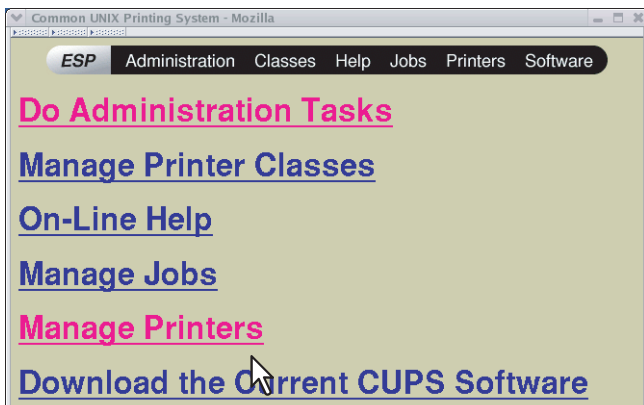 Common UNIX Printing System - Mozilla
ESP Administration Classes Help Jobs Printers Software
Do Administration Tasks
Manage Printer Classes
On-Line Help
Manage Jobs
Manage Printers
Download the Current CUPS Software